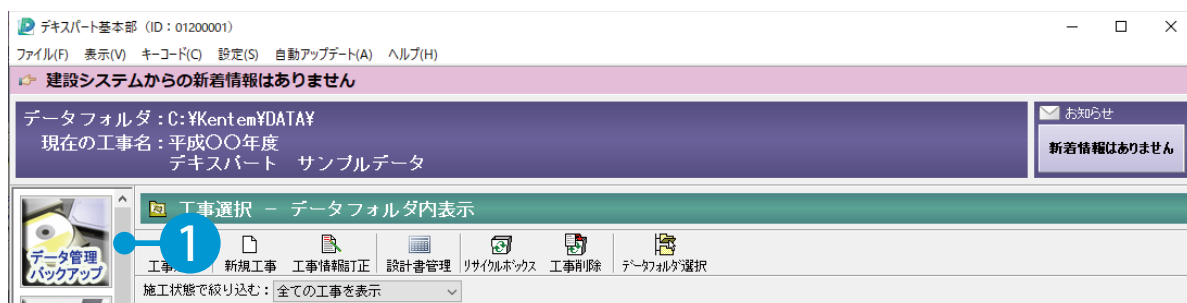 デキスパート基本部 (ID:01200001)
ファイル(F) 表示(V) キーコード(C) 設定(S) 自動アップデート(A) ヘルプ(H)
建設システムからの新着情報はありません
データフォルダ:C:¥Kentem¥DATA¥
現在の工事名:平成〇〇年度
デキスパート サンプルデータ
お知らせ
新着情報はありません
データ管理
バックアップ
1
工事選択 - データフォルダ内表示
工事 新規工事 工事情報訂正 設計書管理 リサイクルボックス 工事削除 データフォルダ選択
施工状態で絞り込む: 全ての工事を表示